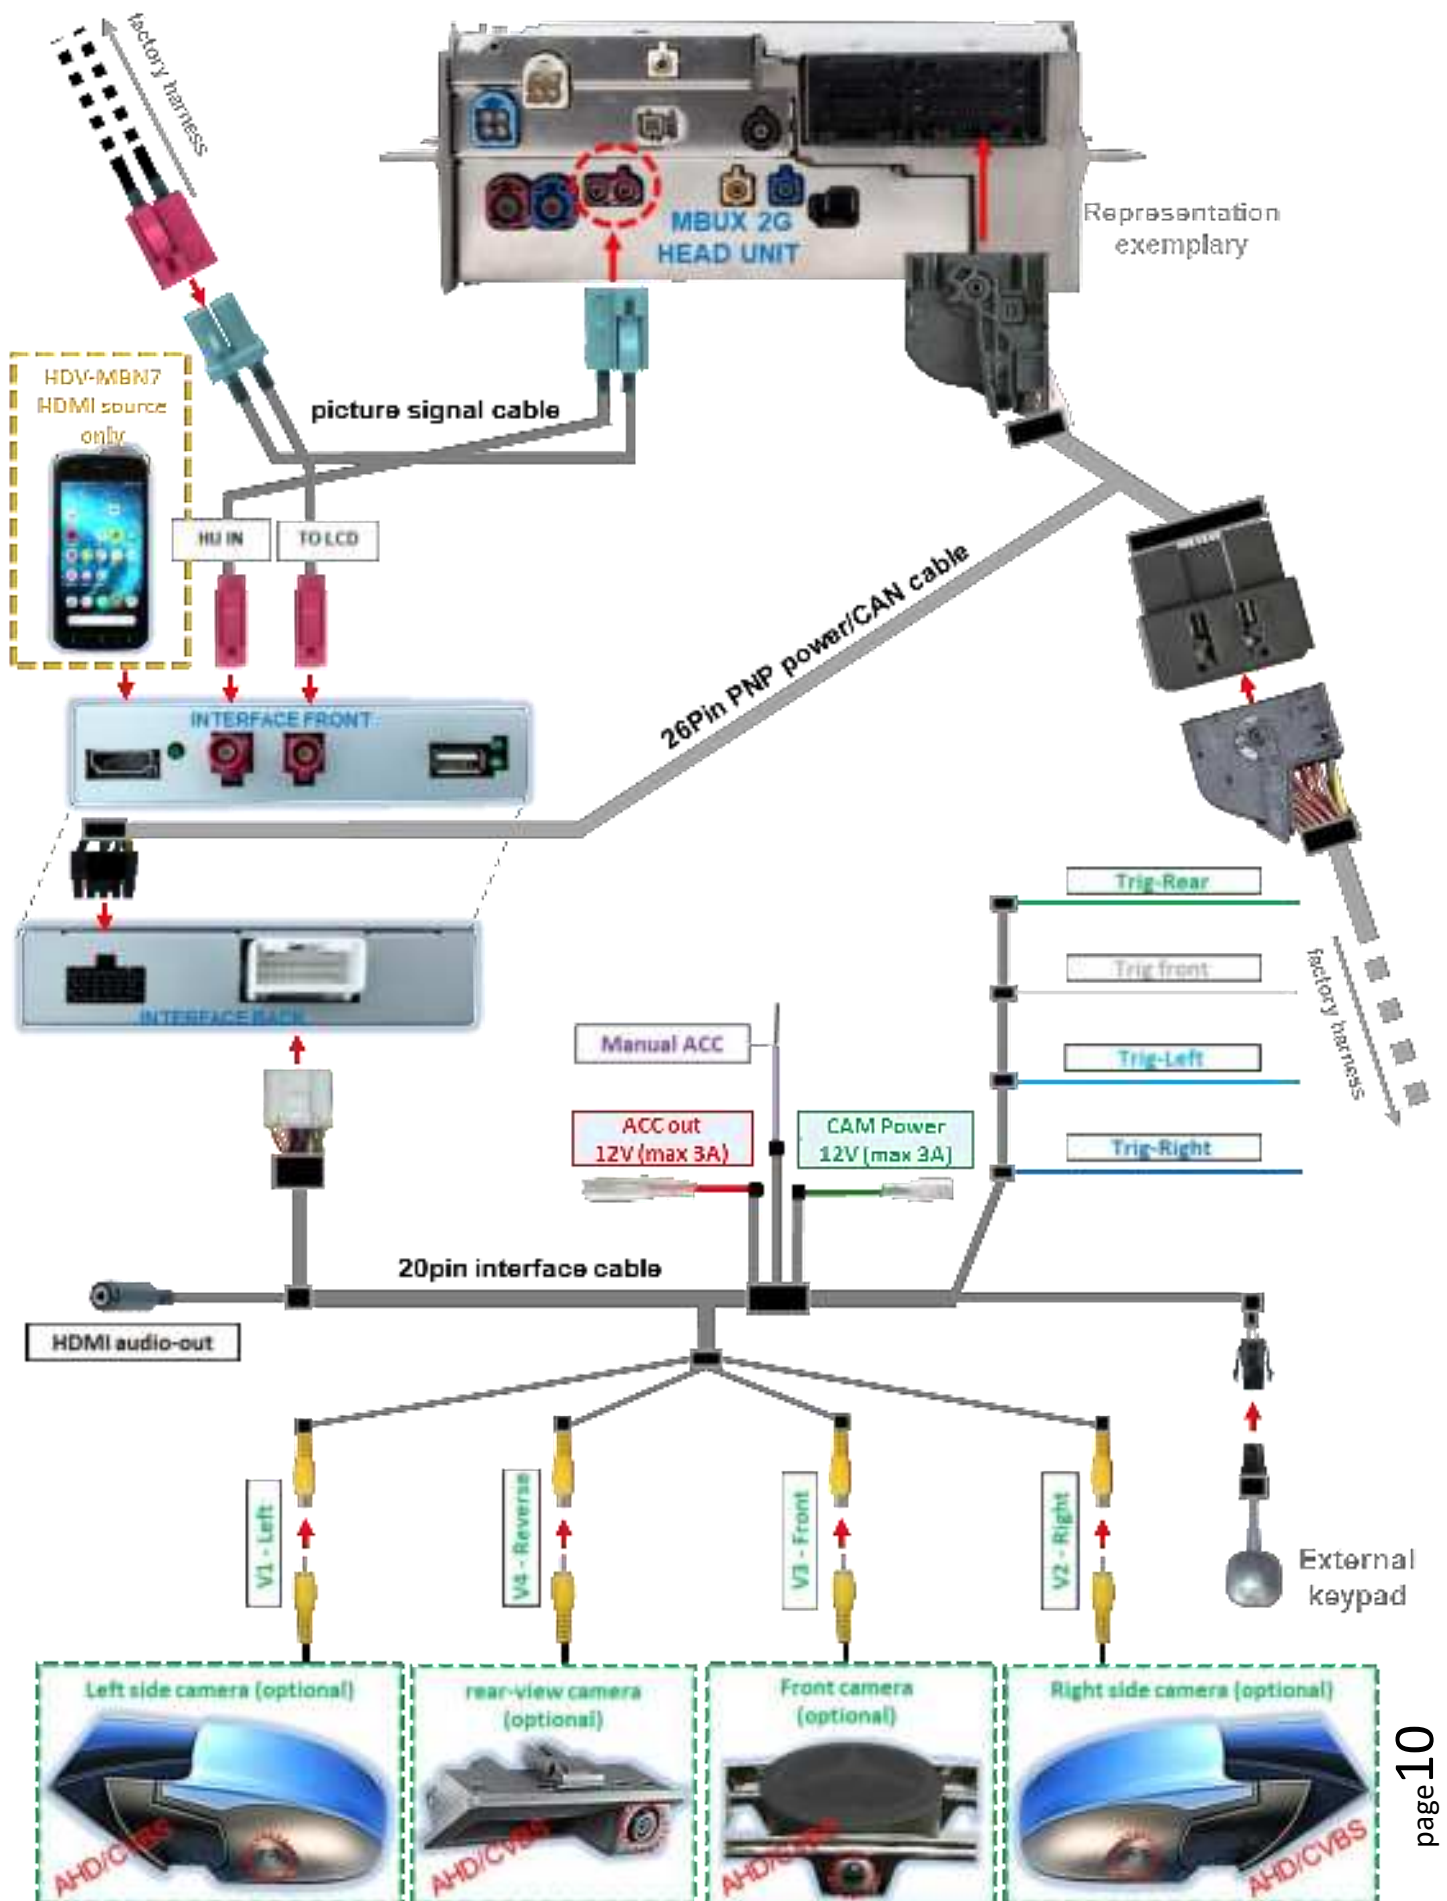 factory harness
MBUX 2G
HEAD UNIT
Representation
exemplary
HDV-MBN7
HDMI source
only
picture signal cable
HU IN
TO LCD
26Pin PNP power/CAN cable
INTERFACE FRONT
INTERFACE BACK
Trig-Rear
Trig front
Trig-Left
Trig-Right
factory harness
Manual ACC
ACC out
12V (max 3A)
CAM Power
12V (max 3A)
20pin interface cable
HDMI audio-out
V1 - Left
V4 - Reverse
V3 - Front
V2 - Right
External
keypad
Left side camera (optional)
AHD/CVBS
rear-view camera
(optional)
AHD/CVBS
Front camera
(optional)
AHD/CVBS
Right side camera (optional)
AHD/CVBS
page 10